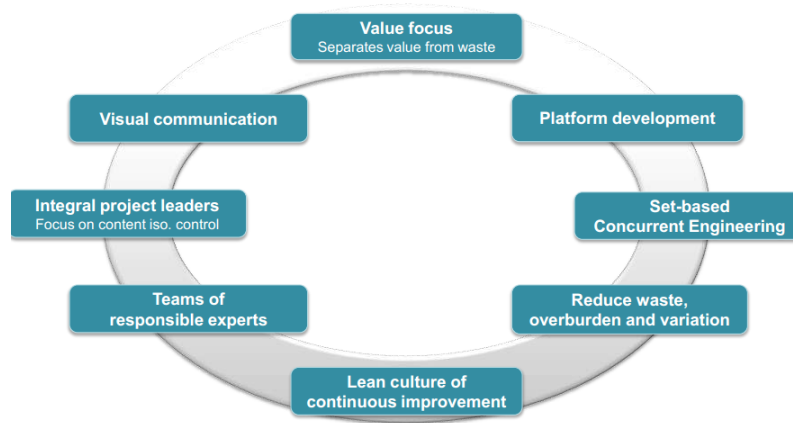 Value focus
Separates value from waste
Visual communication
Platform development
Integral project leaders
Focus on content iso. control
Set-based
Concurrent Engineering
Teams of
responsible experts
Reduce waste,
overburden and variation
Lean culture of
continuous improvement